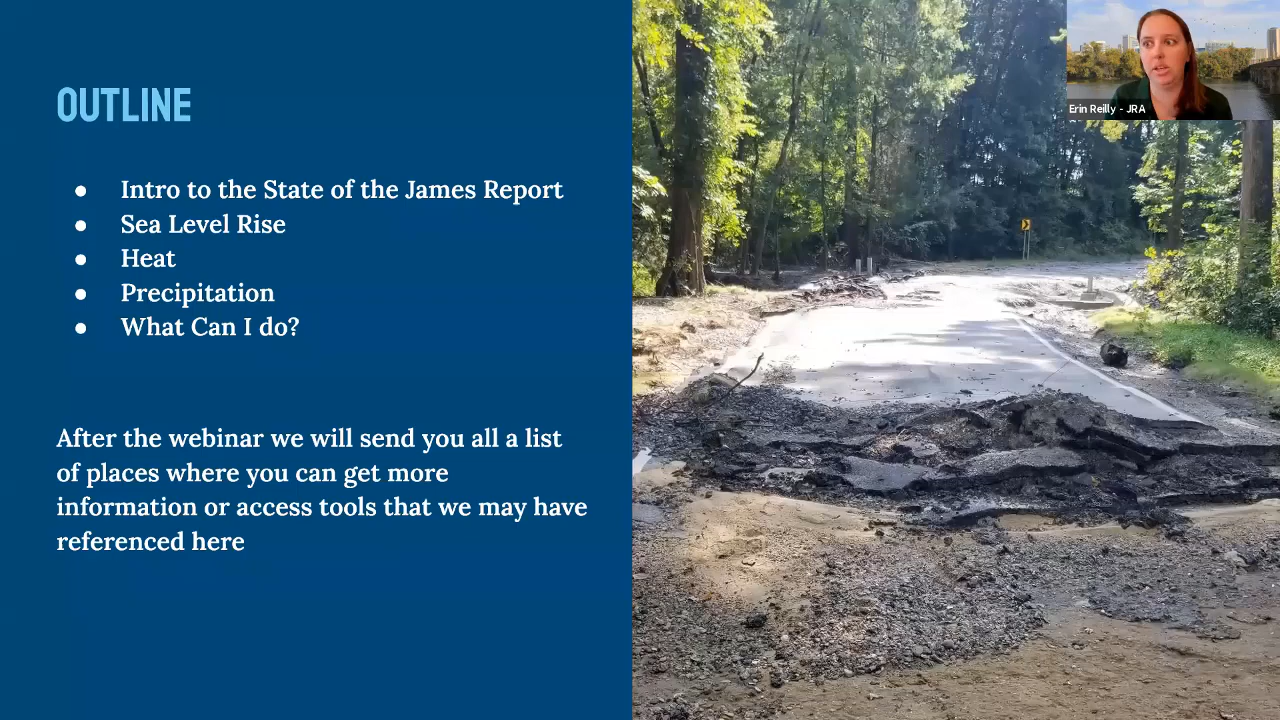 OUTLINE
● Intro to the State of the James Report
● Sea Level Rise
● Heat
● Precipitation
● What Can I do?
After the webinar we will send you all a list
of places where you can get more
information or access tools that we may have
referenced here
Erin Reilly - JRA